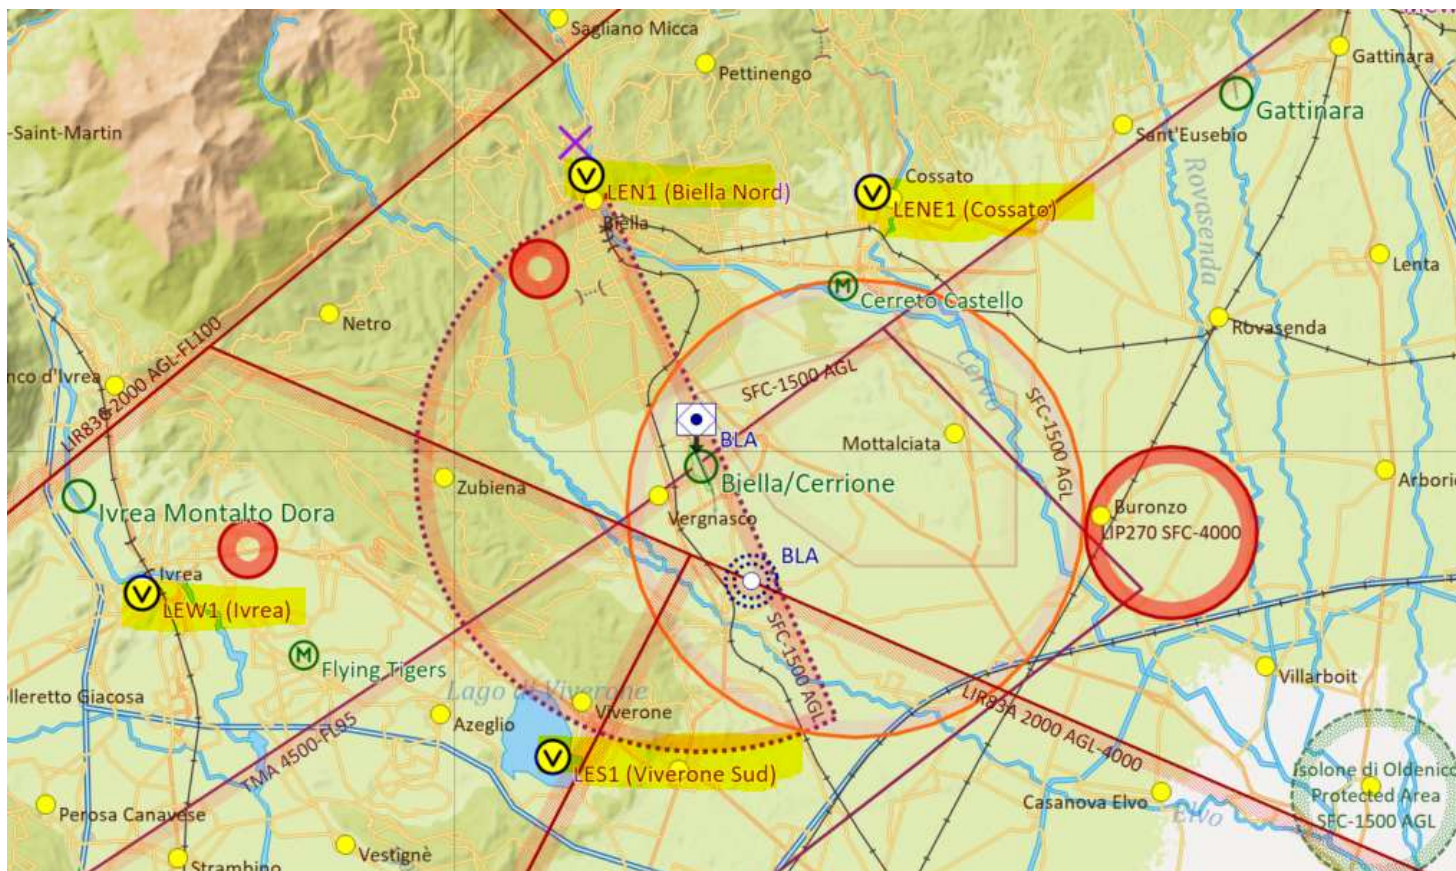 Sagliano Micca
Gattinara
Pettinengo
Gattinara
-Saint-Martin
Sant'Eusebio
Rovasenda
Cossato
LEN1 (Biella Nord)
LENE1 (Cossato)
Biella
Lenta
Cerreto Castello
Netro
Rovasenda
LIR83C 2000 AGL-FL100
nco d'Ivrea
Cervo
SFC-1500 AGL
SFC-1500 AGL
BLA
Mottalciata
Zubiena
Biella/Cerrione
Arbori
Ivrea Montalto Dora
Vergnasco
Buronzo
LIP270 SFC-4000
BLA
Ivrea
LEW1 (Ivrea)
SFC-1500 AGL
Flying Tigers
Villarboit
lleretto Giacosa
Lago di Viverone
Viverone
LIR83A 2000 AGL-4000
Azeglio
TMA 4500-FL95
LES1 (Viverone Sud)
Isolone di Oldenico
Protected Area
SFC-1500 AGL
Perosa Canavese
Casanova Elvo
Elvo
Vestignè
Strambino